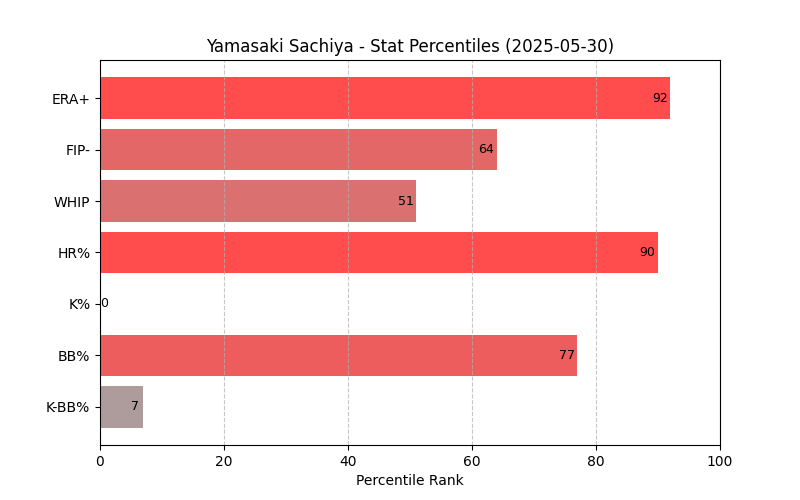 Yamasaki Sachiya - Stat Percentiles (2025-05-30)
ERA+ 92
FIP- 64
WHIP 51
HR% 90
K% 0
BB% 77
K-BB% 7
0 20 40 60 80 100
Percentile Rank